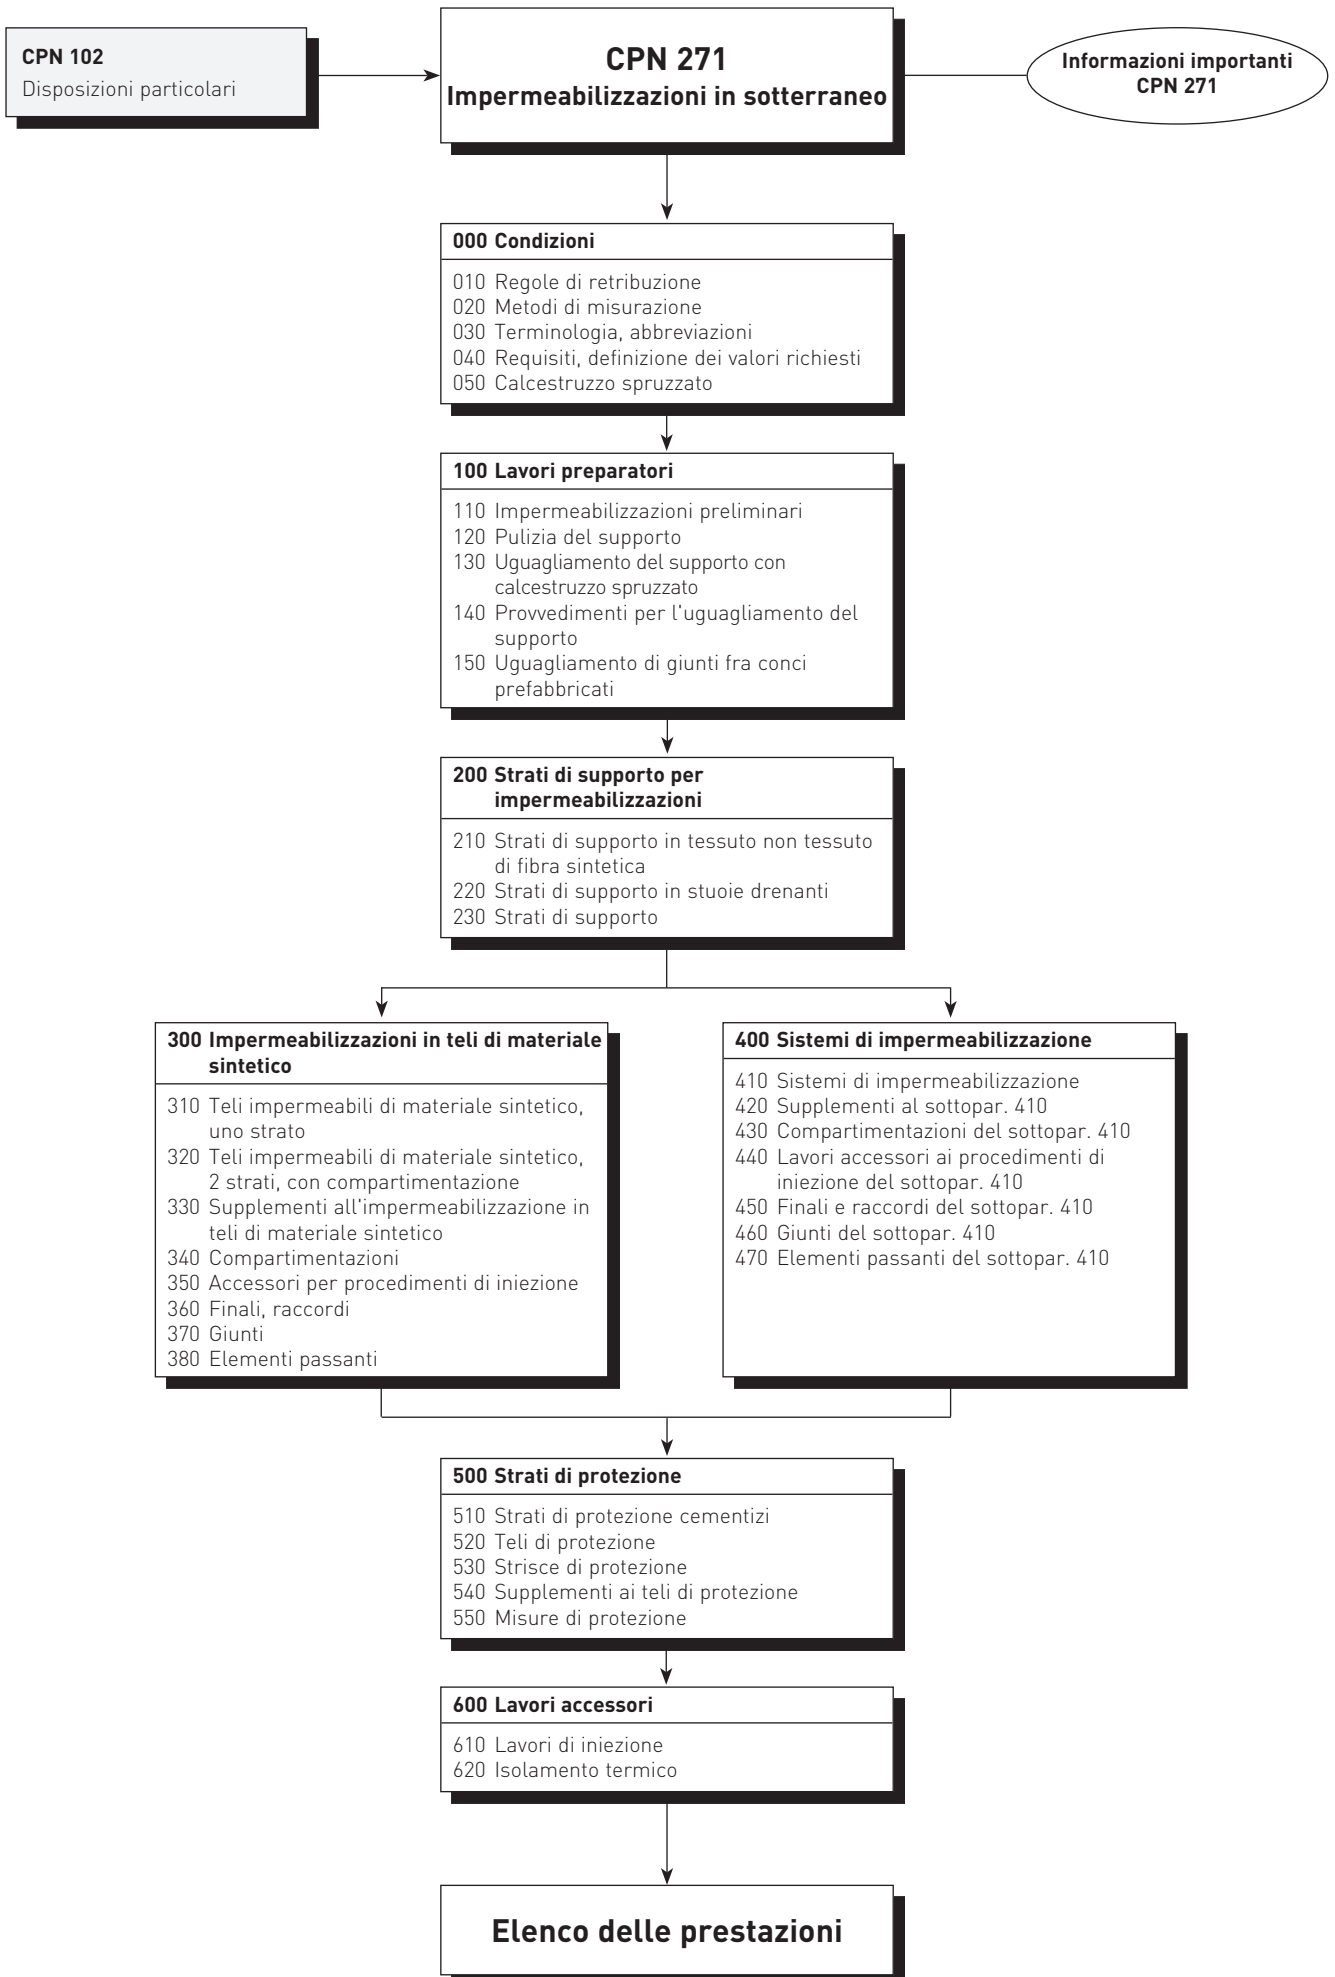 CPN 102
Disposizioni particolari
CPN 271
Impermeabilizzazioni in sotterraneo
Informazioni importanti
CPN 271
000 Condizioni
010 Regole di retribuzione
020 Metodi di misurazione
030 Terminologia, abbreviazioni
040 Requisiti, definizione dei valori richiesti
050 Calcestruzzo spruzzato
100 Lavori preparatori
110 Impermeabilizzazioni preliminari
120 Pulizia del supporto
130 Uguagliamento del supporto con
calcestruzzo spruzzato
140 Provvedimenti per l'uguagliamento del
supporto
150 Uguagliamento di giunti fra conci
prefabbricati
200 Strati di supporto per
impermeabilizzazioni
210 Strati di supporto in tessuto non tessuto
di fibra sintetica
220 Strati di supporto in stuoie drenanti
230 Strati di supporto
300 Impermeabilizzazioni in teli di materiale
sintetico
310 Teli impermeabili di materiale sintetico,
uno strato
320 Teli impermeabili di materiale sintetico,
2 strati, con compartimentazione
330 Supplementi all'impermeabilizzazione in
teli di materiale sintetico
340 Compartimentazioni
350 Accessori per procedimenti di iniezione
360 Finali, raccordi
370 Giunti
380 Elementi passanti
400 Sistemi di impermeabilizzazione
410 Sistemi di impermeabilizzazione
420 Supplementi al sottopar. 410
430 Compartimentazioni del sottopar. 410
440 Lavori accessori ai procedimenti di
iniezione del sottopar. 410
450 Finali e raccordi del sottopar. 410
460 Giunti del sottopar. 410
470 Elementi passanti del sottopar. 410
500 Strati di protezione
510 Strati di protezione cementizi
520 Teli di protezione
530 Strisce di protezione
540 Supplementi ai teli di protezione
550 Misure di protezione
600 Lavori accessori
610 Lavori di iniezione
620 Isolamento termico
Elenco delle prestazioni